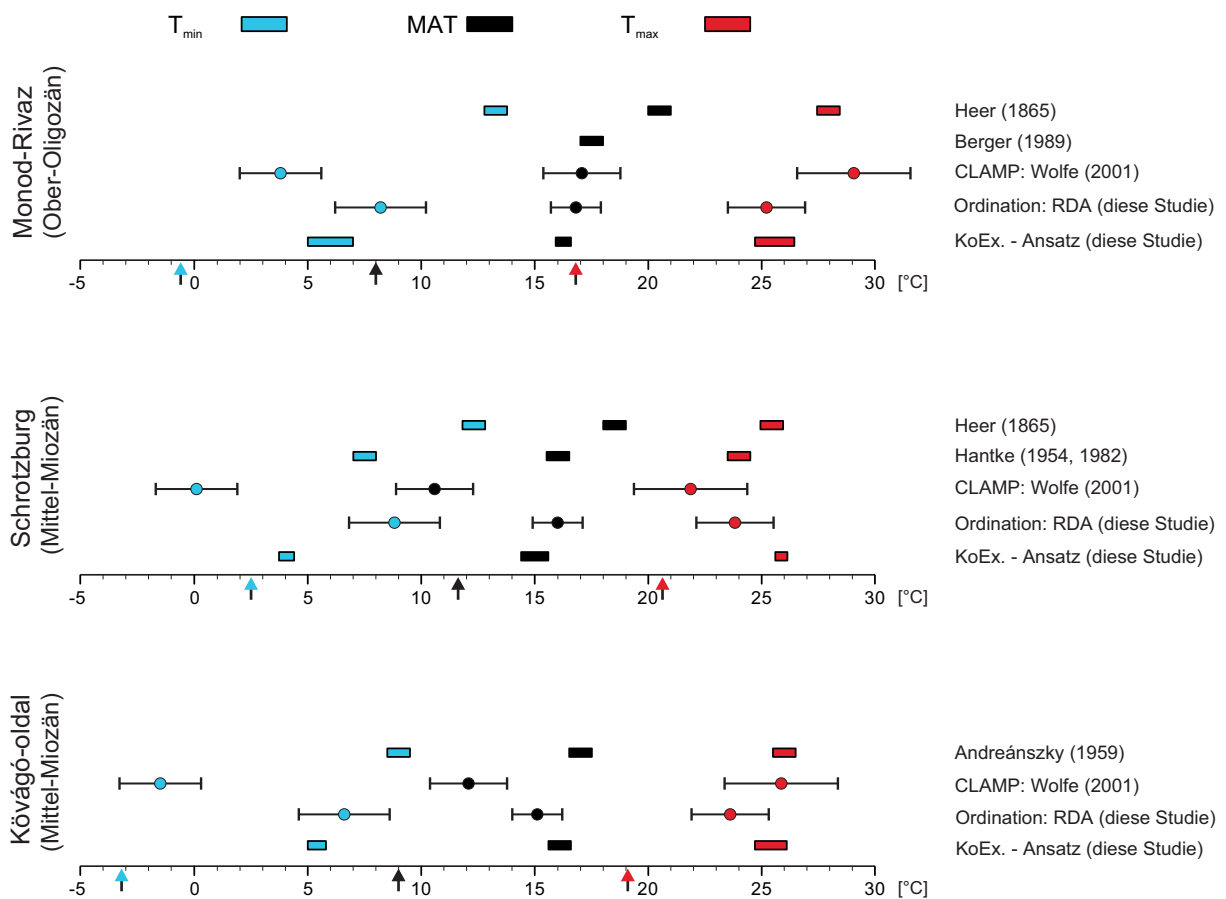 Tmin MAT Tmax
Monod-Rivaz
(Ober-Oligozän)
Heer (1865)
Berger (1989)
CLAMP: Wolfe (2001)
Ordination: RDA (diese Studie)
KoEx. - Ansatz (diese Studie)
-5 0 5 10 15 20 25 30 [°C]
Schrotzburg
(Mittel-Miozän)
Heer (1865)
Hantke (1954, 1982)
CLAMP: Wolfe (2001)
Ordination: RDA (diese Studie)
KoEx. - Ansatz (diese Studie)
-5 0 5 10 15 20 25 30 [°C]
Kövágó-oldal
(Mittel-Miozän)
Andreánszky (1959)
CLAMP: Wolfe (2001)
Ordination: RDA (diese Studie)
KoEx. - Ansatz (diese Studie)
-5 0 5 10 15 20 25 30 [°C]